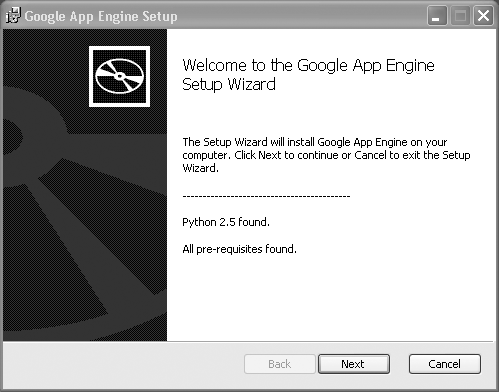 Google App Engine Setup
Welcome to the Google App Engine
Setup Wizard
The Setup Wizard will install Google App Engine on your
computer. Click Next to continue or Cancel to exit the Setup
Wizard.
------------------------------------------
Python 2.5 found.
All pre-requisites found.
Back Next Cancel